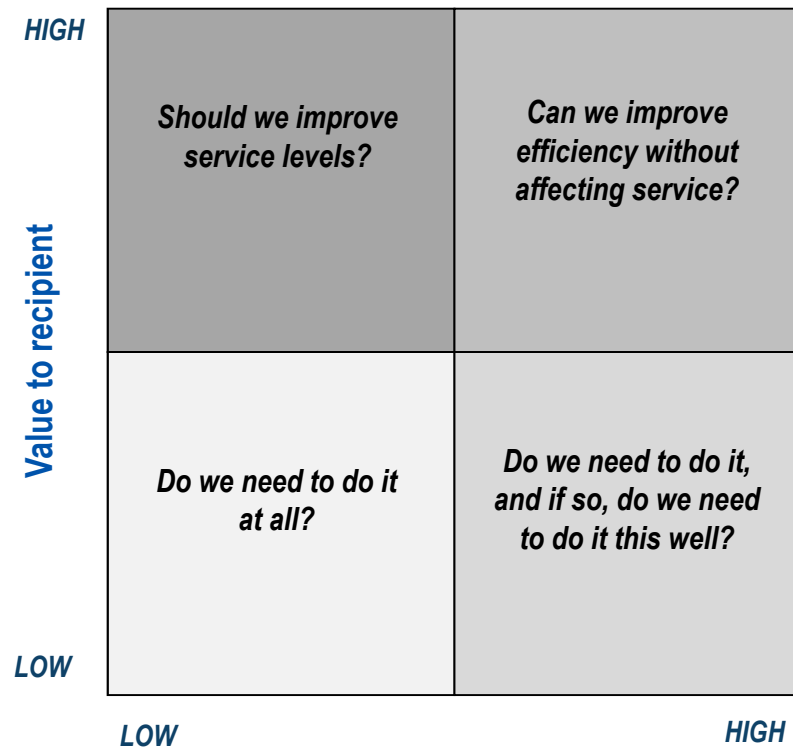 HIGH
Should we improve
service levels?
Can we improve
efficiency without
affecting service?
Value to recipient
Do we need to do it
at all?
Do we need to do it,
and if so, do we need
to do it this well?
LOW
LOW
HIGH